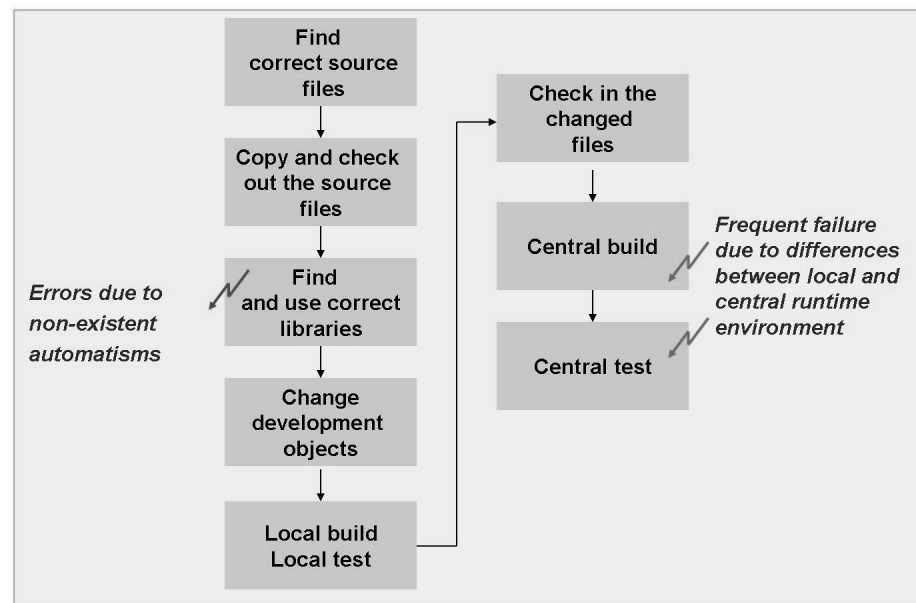 Find
correct source
files
Copy and check
out the source
files
Find
and use correct
libraries
Errors due to
non-existent
automatisms
Change
development
objects
Local build
Local test
Check in the
changed
files
Central build
Frequent failure
due to differences
between local and
central runtime
environment
Central test